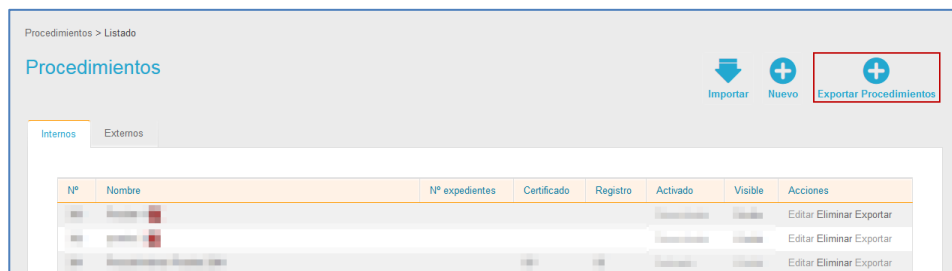 Procedimientos > Listado
Procedimientos
Importar Nuevo Exportar Procedimientos
Internos Externos
Nº Nombre Nº expedientes Certificado Registro Activado Visible Acciones
Editar Eliminar Exportar
Editar Eliminar Exportar
Editar Eliminar Exportar